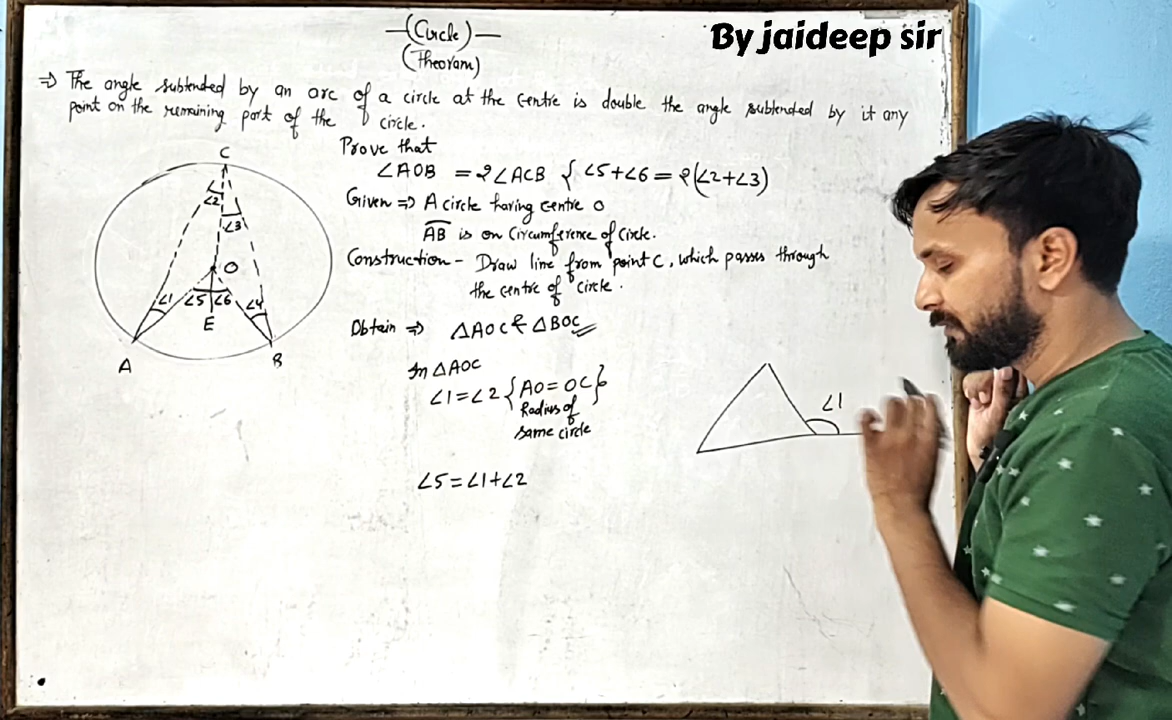 By jaideep sir
(Circle)
(Theoram)
⇒ The angle subtended by an arc of a circle at the centre is double the angle subtended by it any
point on the remaining part of the circle.
Prove that
∠AOB = 2∠ACB { ∠5+∠6 = 2(∠2+∠3)
Given ⇒ A circle having centre O
AB is on Circumference of Circle.
Construction - Draw line from point C, which passes through
the centre of circle.
Obtain ⇒ △AOC & △BOC
In △AOC
∠1 = ∠2 { AO = OC }
Radius of
same circle
∠5 = ∠1+∠2
C
∠2
∠3
O
∠1 ∠5 ∠6 ∠4
E
A B
∠1